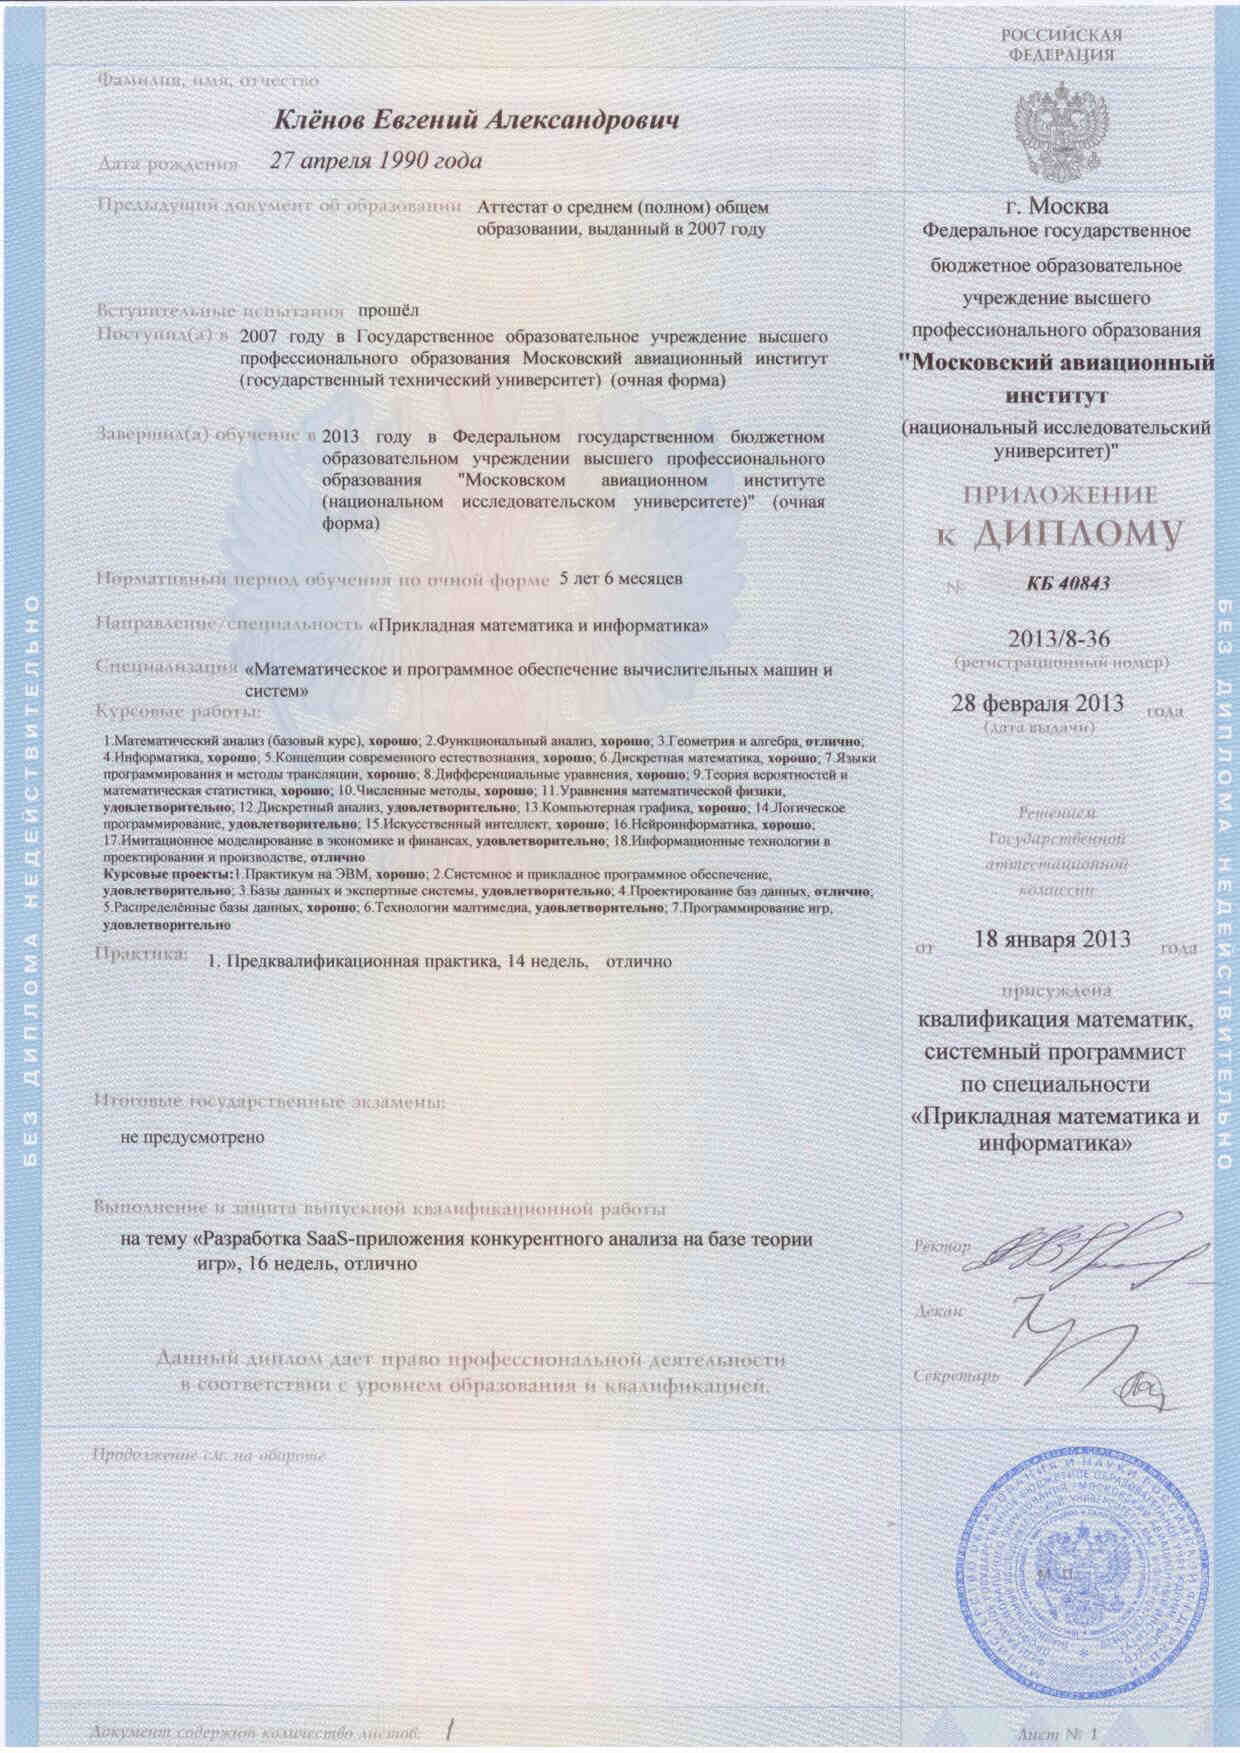 Фамилия, имя, отчество
Клёнов Евгений Александрович
Дата рождения 27 апреля 1990 года
Предыдущий документ об образовании Аттестат о среднем (полном) общем
образовании, выданный в 2007 году
Вступительные испытания прошёл
Поступил(а) в 2007 году в Государственное образовательное учреждение высшего
профессионального образования Московский авиационный институт
(государственный технический университет) (очная форма)
Завершил(а) обучение в 2013 году в Федеральном государственном бюджетном
образовательном учреждении высшего профессионального
образования "Московском авиационном институте
(национальном исследовательском университете)" (очная
форма)
Нормативный период обучения по очной форме 5 лет 6 месяцев
Направление/специальность «Прикладная математика и информатика»
Специализация «Математическое и программное обеспечение вычислительных машин и
систем»
Курсовые работы:
1.Математический анализ (базовый курс), хорошо; 2.Функциональный анализ, хорошо; 3.Геометрия и алгебра, отлично;
4.Информатика, хорошо; 5.Концепции современного естествознания, хорошо; 6.Дискретная математика, хорошо; 7.Языки
программирования и методы трансляции, хорошо; 8.Дифференциальные уравнения, хорошо; 9.Теория вероятностей и
математическая статистика, хорошо; 10.Численные методы, хорошо; 11.Уравнения математической физики,
удовлетворительно; 12.Дискретный анализ, удовлетворительно; 13.Компьютерная графика, хорошо; 14.Логическое
программирование, удовлетворительно; 15.Искусственный интеллект, хорошо; 16.Нейроинформатика, хорошо;
17.Имитационное моделирование в экономике и финансах, удовлетворительно; 18.Информационные технологии в
проектировании и производстве, отлично
Курсовые проекты:1.Практикум на ЭВМ, хорошо; 2.Системное и прикладное программное обеспечение,
удовлетворительно; 3.Базы данных и экспертные системы, удовлетворительно; 4.Проектирование баз данных, отлично;
5.Распределённые базы данных, хорошо; 6.Технологии малтимедиа, удовлетворительно; 7.Программирование игр,
удовлетворительно
Практика: 1. Предквалификационная практика, 14 недель, отлично
Итоговые государственные экзамены:
не предусмотрено
Выполнение и защита выпускной квалификационной работы
на тему «Разработка SaaS-приложения конкурентного анализа на базе теории
игр», 16 недель, отлично
Данный диплом дает право профессиональной деятельности
в соответствии с уровнем образования и квалификацией.
Продолжение см. на обороте
Документ содержит количество листов: 1
РОССИЙСКАЯ
ФЕДЕРАЦИЯ
г. Москва
Федеральное государственное
бюджетное образовательное
учреждение высшего
профессионального образования
"Московский авиационный
институт
(национальный исследовательский
университет)"
ПРИЛОЖЕНИЕ
к ДИПЛОМУ
№ КБ 40843
2013/8-36
(регистрационный номер)
28 февраля 2013 года
(дата выдачи)
Решением
Государственной
аттестационной
комиссии
от 18 января 2013 года
присуждена
квалификация математик,
системный программист
по специальности
«Прикладная математика и
информатика»
Ректор
Декан
Секретарь
М.П.
Лист № 1
БЕЗ ДИПЛОМА НЕДЕЙСТВИТЕЛЬНО
БЕЗ ДИПЛОМА НЕДЕЙСТВИТЕЛЬНО